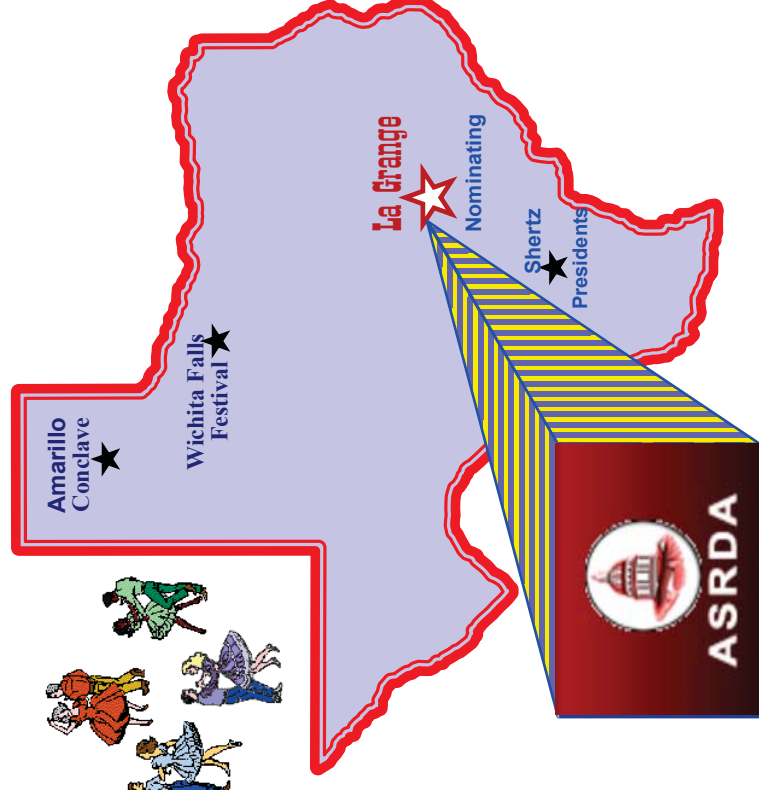 Amarillo
Conclave
Wichita Falls
Festival
La Grange
Nominating
Shertz
Presidents
ASRDA